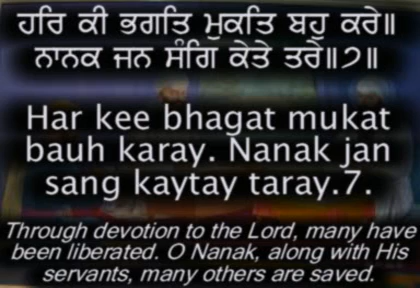 ਹਰਿ ਕੀ ਭਗਤਿ ਮੁਕਤਿ ਬਹੁ ਕਰੇ॥
ਨਾਨਕ ਜਨ ਸੰਗਿ ਕੇਤੇ ਤਰੇ॥੭॥
Har kee bhagat mukat
bauh karay. Nanak jan
sang kaytay taray.7.
Through devotion to the Lord, many have
been liberated. O Nanak, along with His
servants, many others are saved.